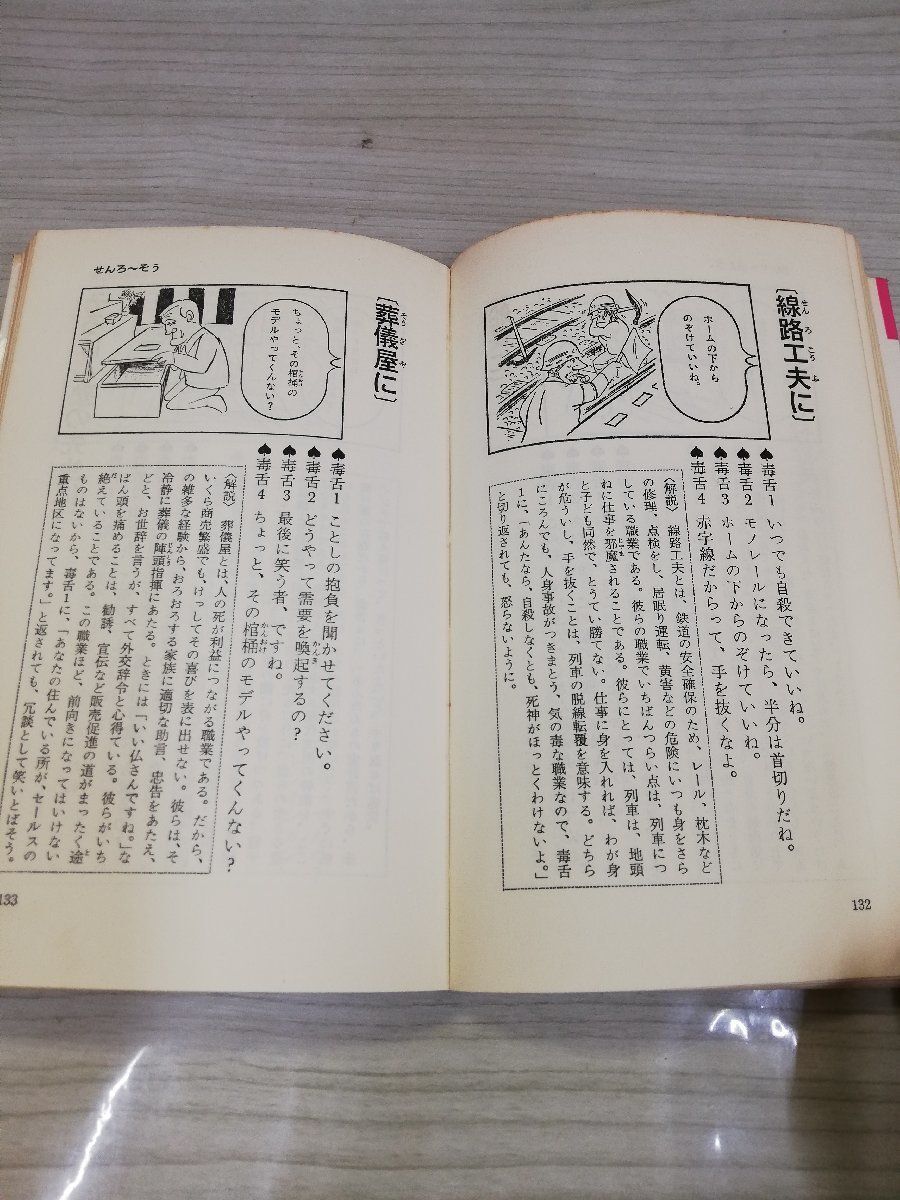 〔線路工夫に〕
せんろこうふ
ホームの下から
のぞけていいね。
♠毒舌1 いつでも自殺できていいね。
♠毒舌2 モノレールになったら、半分は首切りだね。
♠毒舌3 ホームの下からのぞけていいね。
♠毒舌4 赤字線だからって、手を抜くなよ。
〈解説〉 線路工夫とは、鉄道の安全確保のため、レール、枕木など
の修理、点検をし、居眠り運転、黄害などの危険にいつも身をさら
している職業である。彼らの職業でいちばんつらい点は、列車につ
ねに仕事を邪魔されることである。彼らにとっては、列車は、地頭
と子ども同然で、とうてい勝てない。仕事に身を入れれば、わが身
が危ういし、手を抜くことは、列車の脱線転覆を意味する。どちら
にころんでも、人身事故がつきまとう、気の毒な職業なので、毒舌
1に、「あんたなら、自殺しなくとも、死神がほっとくわけないよ。」
と切り返されても、怒らないように。
132
せんろ〜そう
〔葬儀屋に〕
そうぎや
ちょっと、その棺桶の
モデルやってくんない?
♠毒舌1 ことしの抱負を聞かせてください。
♠毒舌2 どうやって需要を喚起するの?
♠毒舌3 最後に笑う者、ですね。
♠毒舌4 ちょっと、その棺桶のモデルやってくんない?
〈解説〉 葬儀屋とは、人の死が利益につながる職業である。だから、
いくら商売繁盛でも、けっしてその喜びを表に出せない。彼らは、そ
の雑多な経験から、おろおろする家族に適切な助言、忠告をあたえ、
冷静に葬儀の陣頭指揮にあたる。ときには「いい仏さんですね。」な
どと、お世辞を言うが、すべて外交辞令と心得ている。彼らがいち
ばん頭を痛めることは、勧誘、宣伝など販売促進の道がまったく途
絶えていることである。この職業ほど、前向きになってはいけない
ものはないから、毒舌1に、「あなたの住んでいる所が、セールスの
重点地区になってます。」と返されても、冗談として笑いとばそう。
133